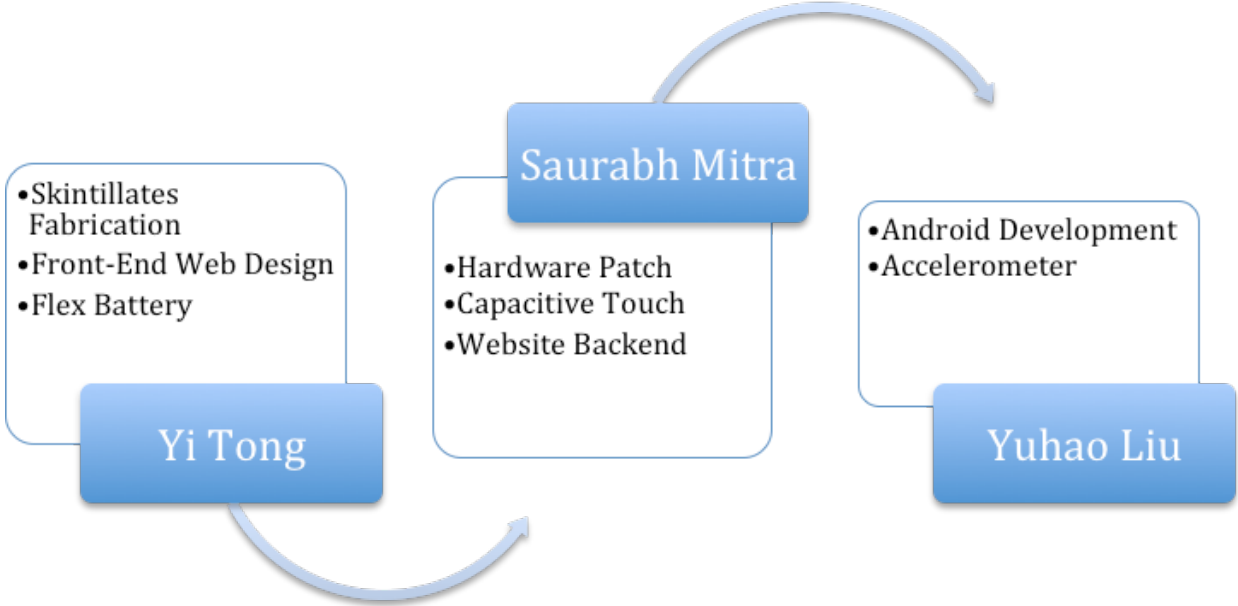 •Skintillates
Fabrication
•Front-End Web Design
•Flex Battery
Yi Tong
Saurabh Mitra
•Hardware Patch
•Capacitive Touch
•Website Backend
•Android Development
•Accelerometer
Yuhao Liu